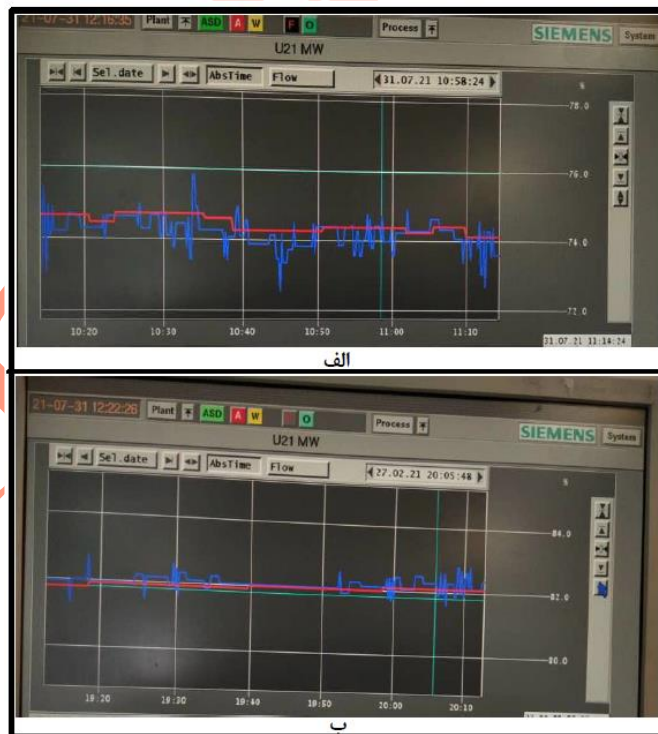 21-07-31 12:16:35 Plant ASD A W F O Process SIEMENS System
U21 MW
Sel.date AbsTime Flow 31.07.21 10:58:24 %
78.0
76.0
74.0
72.0
10:20 10:30 10:40 10:50 11:00 11:10
31.07.21 11:14:24
الف
21-07-31 12:22:26 Plant ASD A W O Process SIEMENS System
U21 MW
Sel.date AbsTime Flow 27.02.21 20:05:48 %
84.0
82.0
80.0
19:20 19:30 19:40 19:50 20:00 20:10
ب